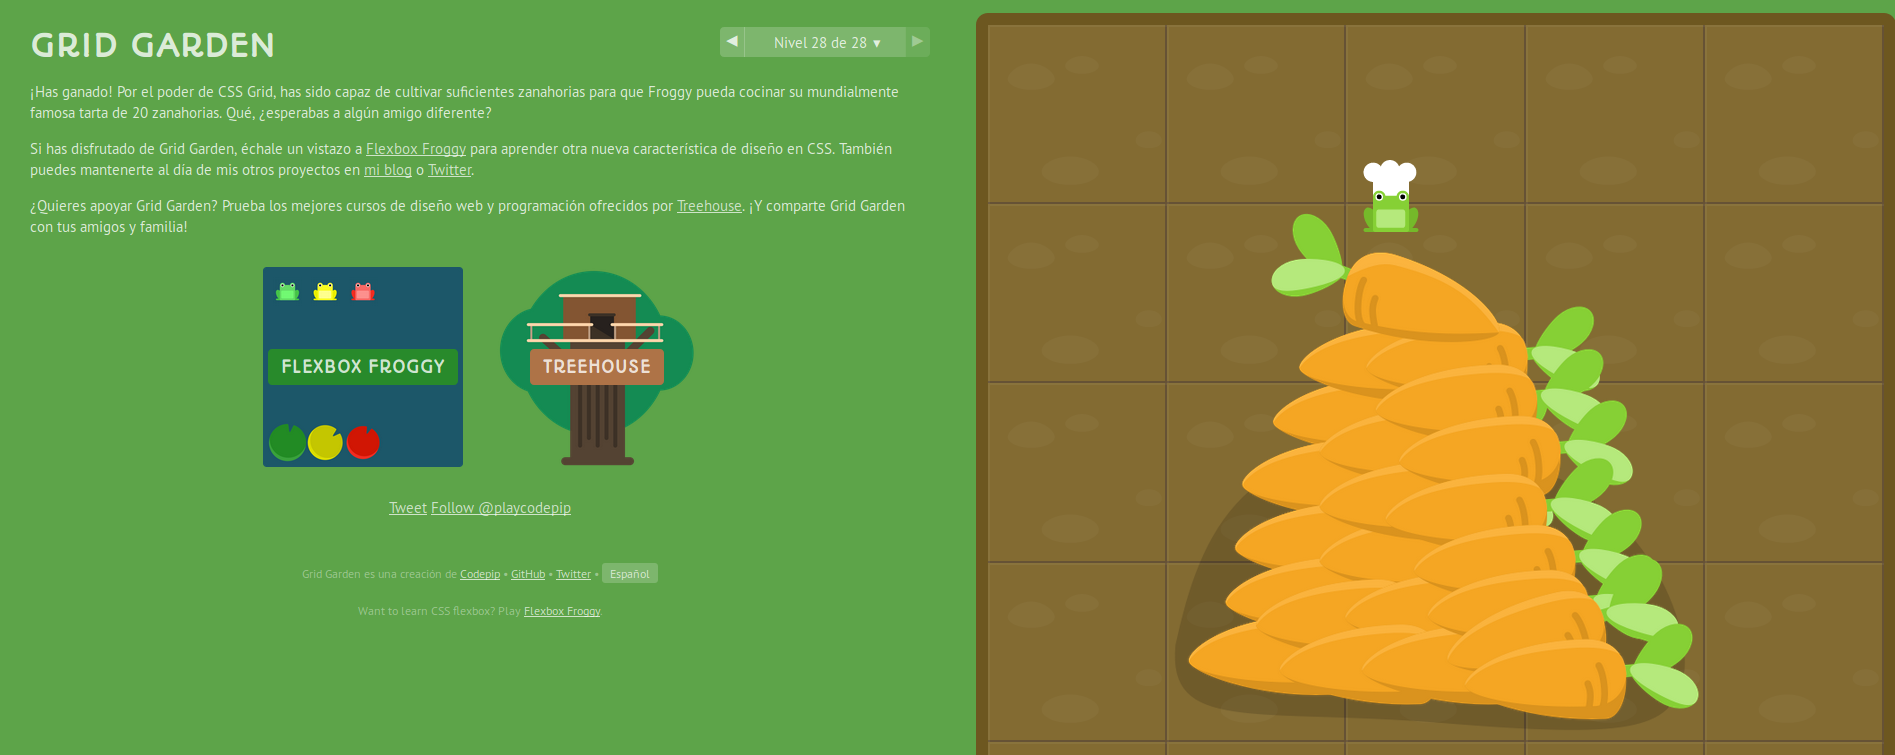 GRID GARDEN
◀ Nivel 28 de 28 ▼ ▶
¡Has ganado! Por el poder de CSS Grid, has sido capaz de cultivar suficientes zanahorias para que Froggy pueda cocinar su mundialmente
famosa tarta de 20 zanahorias. Qué, ¿esperabas a algún amigo diferente?
Si has disfrutado de Grid Garden, échale un vistazo a Flexbox Froggy para aprender otra nueva característica de diseño en CSS. También
puedes mantenerte al día de mis otros proyectos en mi blog o Twitter.
¿Quieres apoyar Grid Garden? Prueba los mejores cursos de diseño web y programación ofrecidos por Treehouse. ¡Y comparte Grid Garden
con tus amigos y familia!
FLEXBOX FROGGY
TREEHOUSE
Tweet Follow @playcodepip
Grid Garden es una creación de Codepip • GitHub • Twitter • Español
Want to learn CSS flexbox? Play Flexbox Froggy.